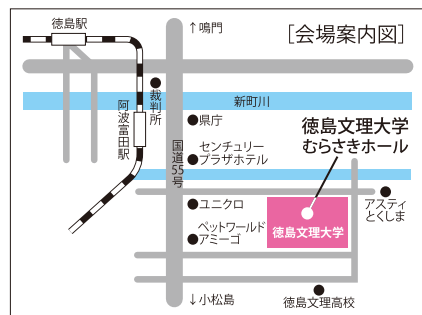 徳島駅
↑鳴門
[会場案内図]
裁判所
新町川
阿波富田駅
県庁
徳島文理大学
むらさきホール
国道55号
センチュリー
プラザホテル
ユニクロ
アスティ
とくしま
ペットワールド
アミーゴ
徳島文理大学
↓小松島
徳島文理高校